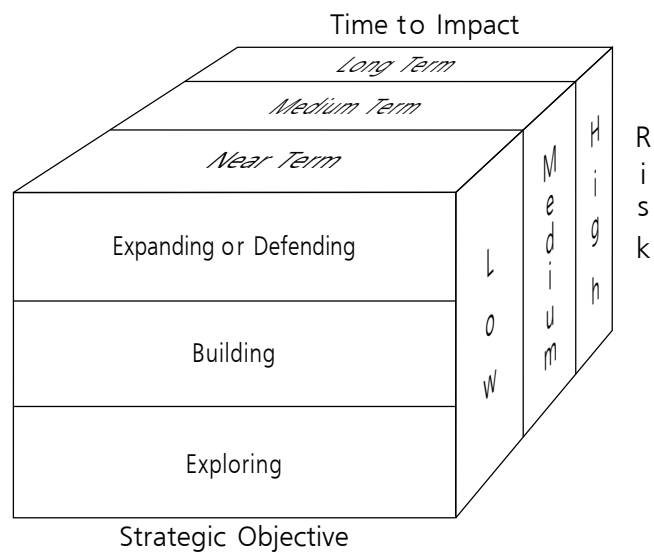 Time to Impact
Long Term
Medium Term
Near Term
Expanding or Defending
Building
Exploring
Low
Medium
High
Risk
Strategic Objective